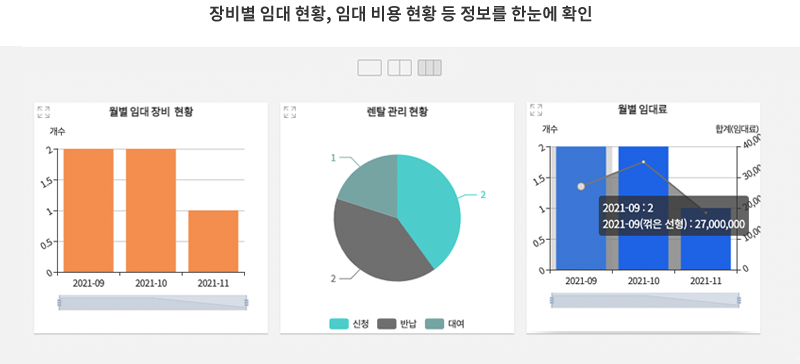 장비별 임대 현황, 임대 비용 현황 등 정보를 한눈에 확인
월별 임대 장비 현황
개수
2
1.5
1
0.5
0
2021-09 2021-10 2021-11
렌탈 관리 현황
1
2
2
신청 반납 대여
월별 임대료
개수 합계(임대료)
2
1.5
1
0.5
0
40,00
30,00
20,00
10,00
0
2021-09 : 2
2021-09(꺾은 선형) : 27,000,000
2021-09 2021-10 2021-11